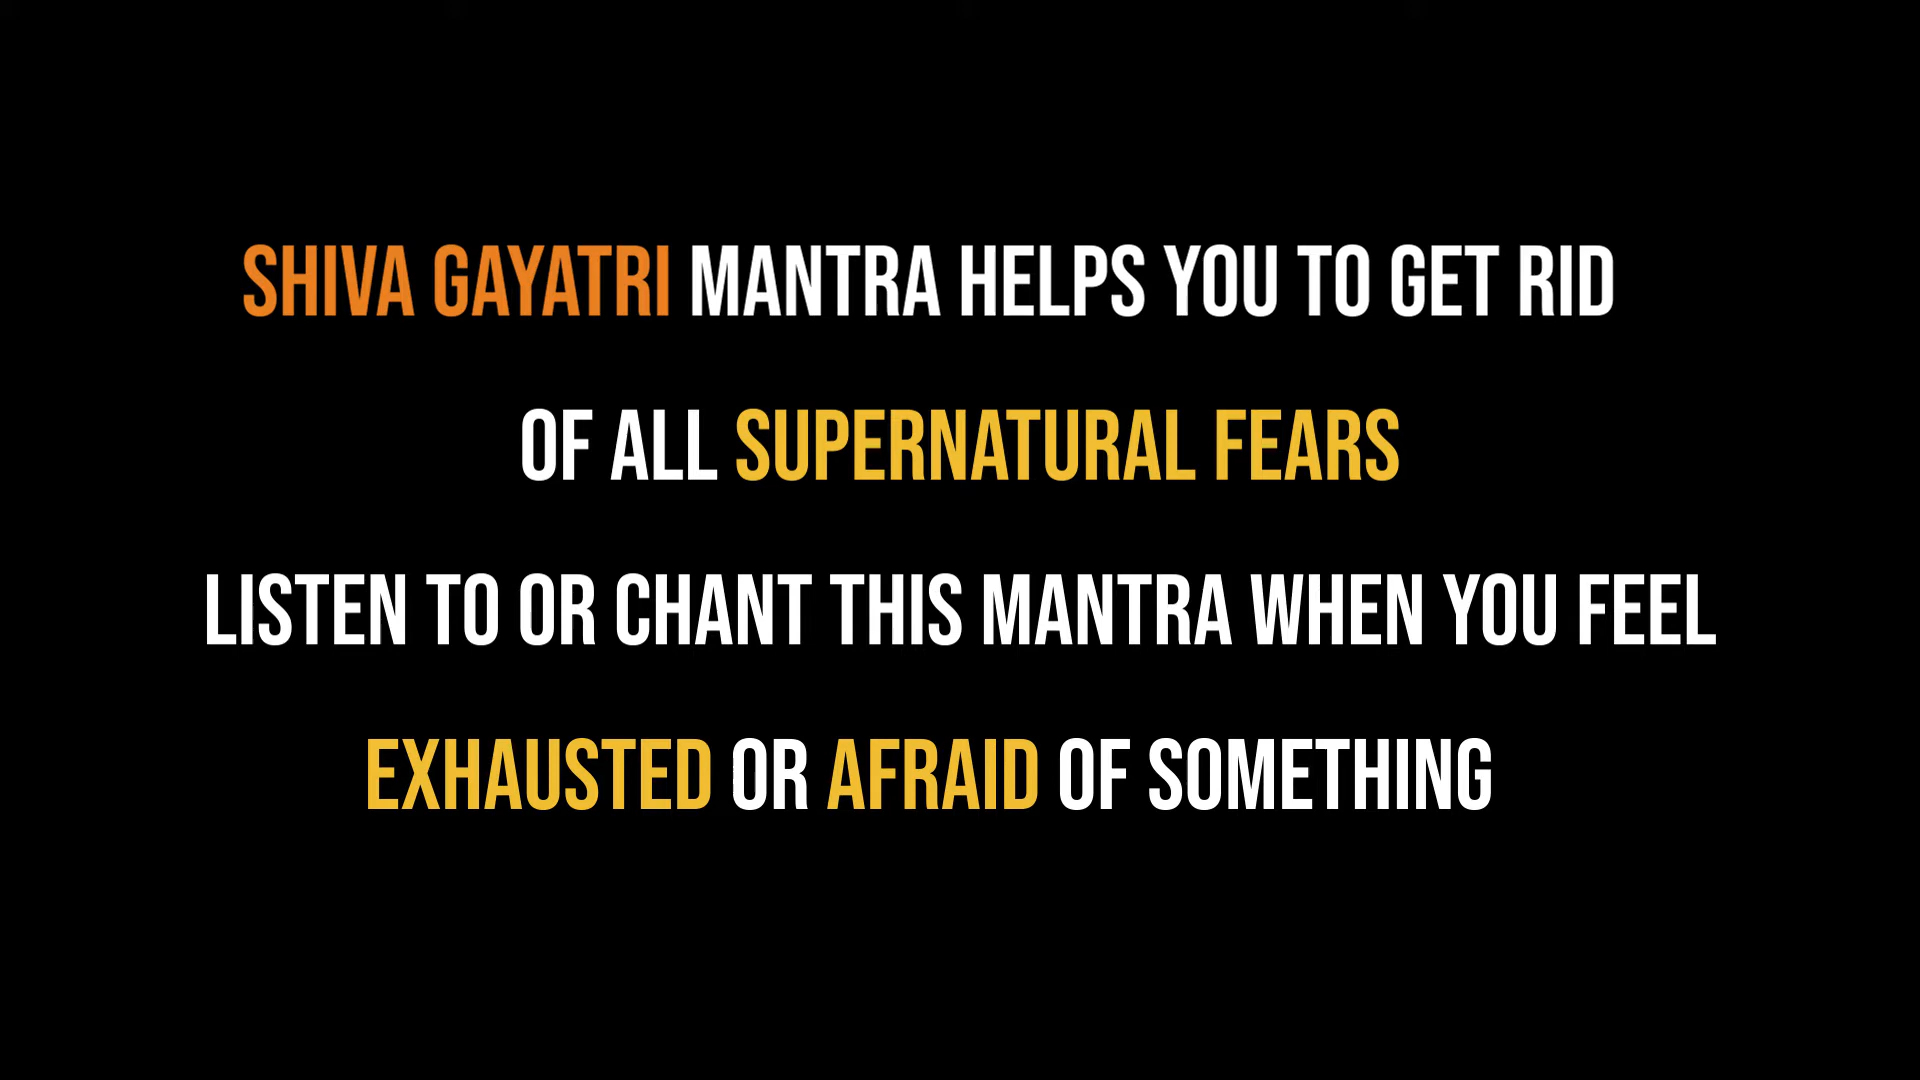 SHIVA GAYATRI MANTRA HELPS YOU TO GET RID
OF ALL SUPERNATURAL FEARS
LISTEN TO OR CHANT THIS MANTRA WHEN YOU FEEL
EXHAUSTED OR AFRAID OF SOMETHING